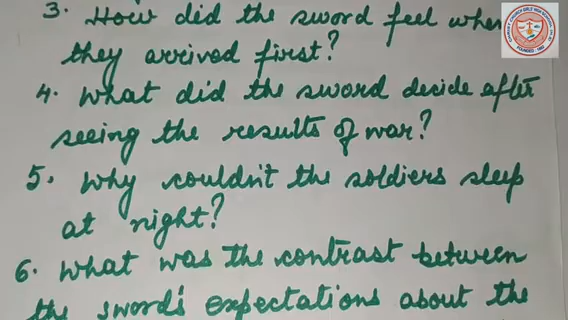 3. How did the sword feel when
they arrived first?
4. What did the sword decide after
seeing the results of war?
5. Why couldn't the soldiers sleep
at night?
6. What was the contrast between
the sword's expectations about the